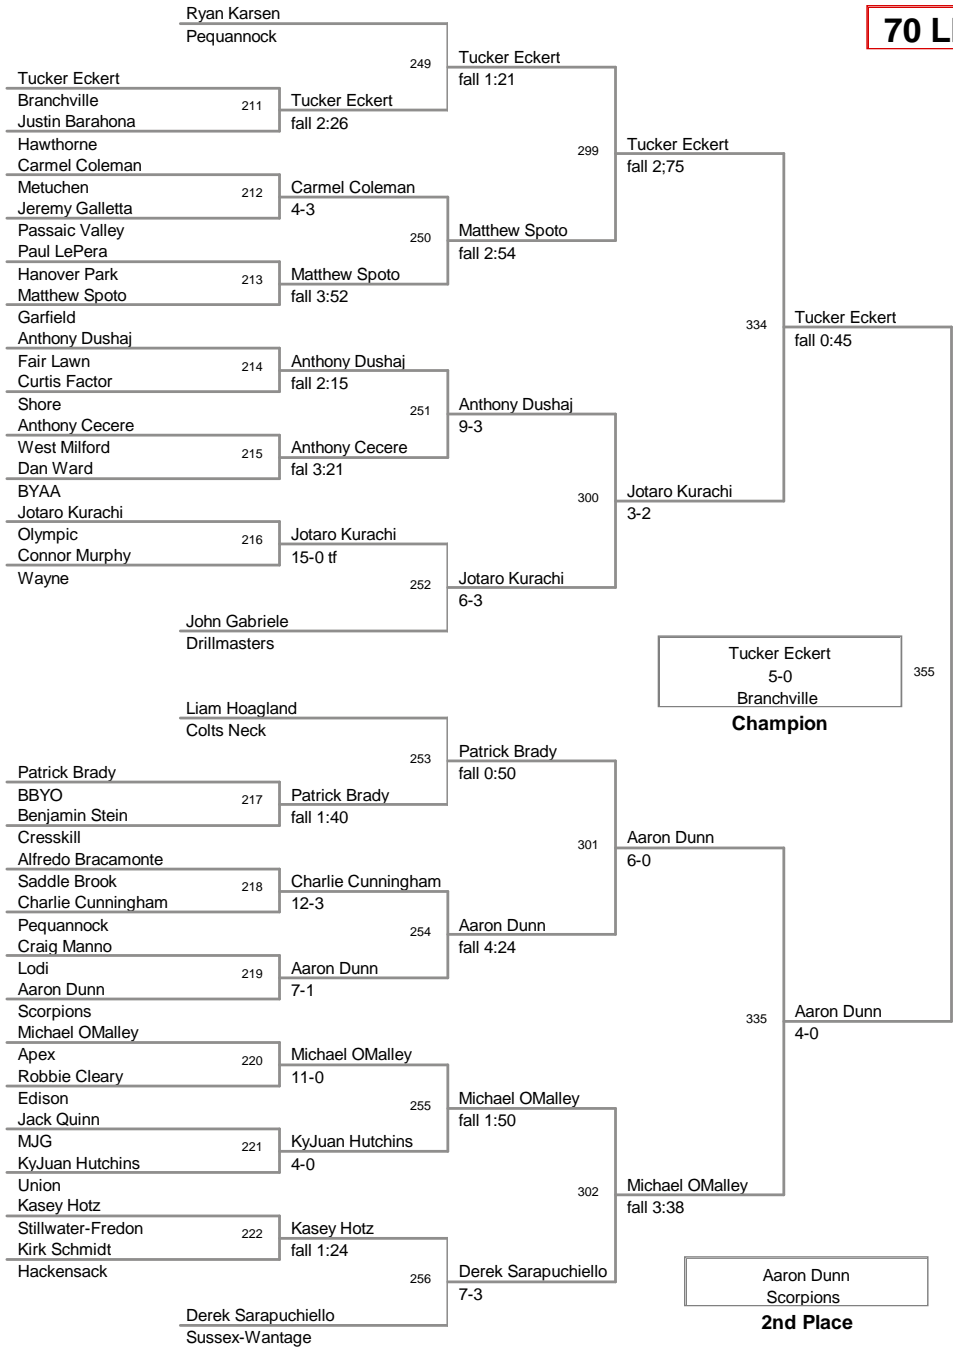 Ryan Karsen
Pequannock
70 L
249
Tucker Eckert
fall 1:21
Tucker Eckert
Branchville
211
Tucker Eckert
Justin Barahona
fall 2:26
Hawthorne
299
Tucker Eckert
fall 2;75
Carmel Coleman
Metuchen
212
Carmel Coleman
Jeremy Galletta
4-3
Passaic Valley
250
Matthew Spoto
fall 2:54
Paul LePera
Hanover Park
213
Matthew Spoto
Matthew Spoto
fall 3:52
Garfield
334
Tucker Eckert
fall 0:45
Anthony Dushaj
Fair Lawn
214
Anthony Dushaj
Curtis Factor
fall 2:15
Shore
251
Anthony Dushaj
9-3
Anthony Cecere
West Milford
215
Anthony Cecere
Dan Ward
fal 3:21
BYAA
300
Jotaro Kurachi
3-2
Jotaro Kurachi
Olympic
216
Jotaro Kurachi
Connor Murphy
15-0 tf
Wayne
252
Jotaro Kurachi
6-3
John Gabriele
Drillmasters
Tucker Eckert
5-0
Branchville
355
Champion
Liam Hoagland
Colts Neck
253
Patrick Brady
fall 0:50
Patrick Brady
BBYO
217
Patrick Brady
Benjamin Stein
fall 1:40
Cresskill
301
Aaron Dunn
6-0
Alfredo Bracamonte
Saddle Brook
218
Charlie Cunningham
Charlie Cunningham
12-3
Pequannock
254
Aaron Dunn
fall 4:24
Craig Manno
Lodi
219
Aaron Dunn
Aaron Dunn
7-1
Scorpions
335
Aaron Dunn
4-0
Michael OMalley
Apex
220
Michael OMalley
Robbie Cleary
11-0
Edison
255
Michael OMalley
fall 1:50
Jack Quinn
MJG
221
KyJuan Hutchins
KyJuan Hutchins
4-0
Union
302
Michael OMalley
fall 3:38
Kasey Hotz
Stillwater-Fredon
222
Kasey Hotz
Kirk Schmidt
fall 1:24
Hackensack
256
Derek Sarapuchiello
7-3
Derek Sarapuchiello
Sussex-Wantage
Aaron Dunn
Scorpions
2nd Place